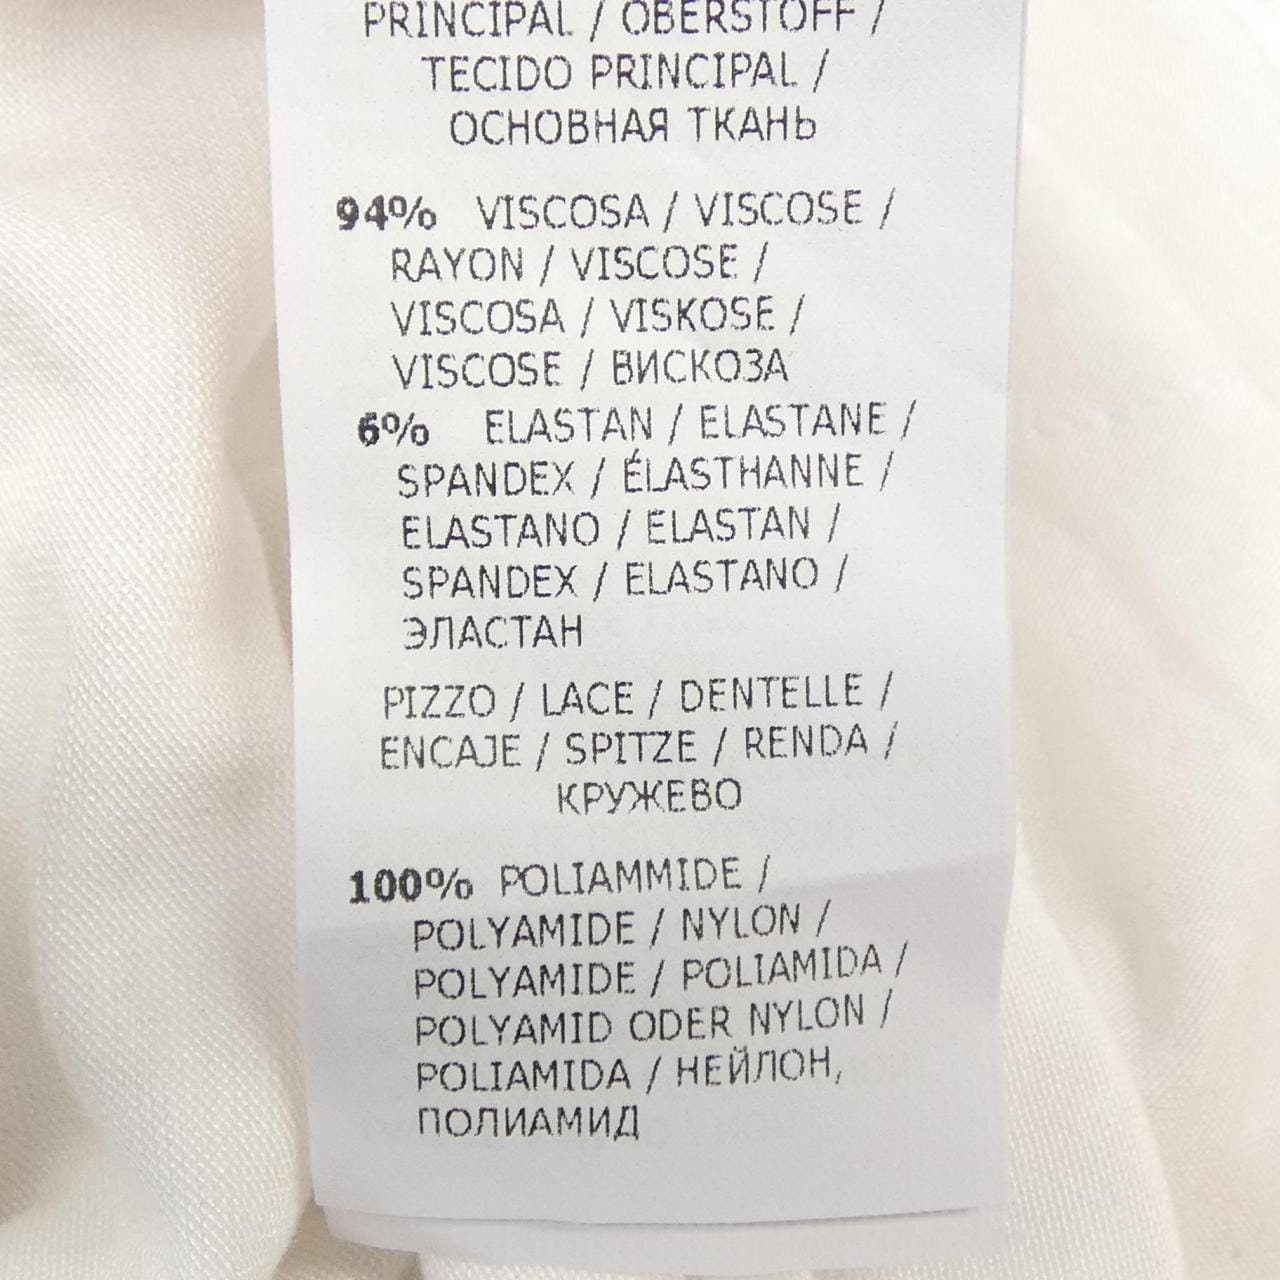 PRINCIPAL / OBERSTOFF /
TECIDO PRINCIPAL /
ОСНОВНАЯ ТКАНЬ
94% VISCOSA / VISCOSE /
RAYON / VISCOSE /
VISCOSA / VISKOSE /
VISCOSE / ВИСКОЗА
6% ELASTAN / ELASTANE /
SPANDEX / ÉLASTHANNE /
ELASTANO / ELASTAN /
SPANDEX / ELASTANO /
ЭЛАСТАН
PIZZO / LACE / DENTELLE /
ENCAJE / SPITZE / RENDA /
КРУЖЕВО
100% POLIAMMIDE /
POLYAMIDE / NYLON /
POLYAMIDE / POLIAMIDA /
POLYAMID ODER NYLON /
POLIAMIDA / НЕЙЛОН,
ПОЛИАМИД